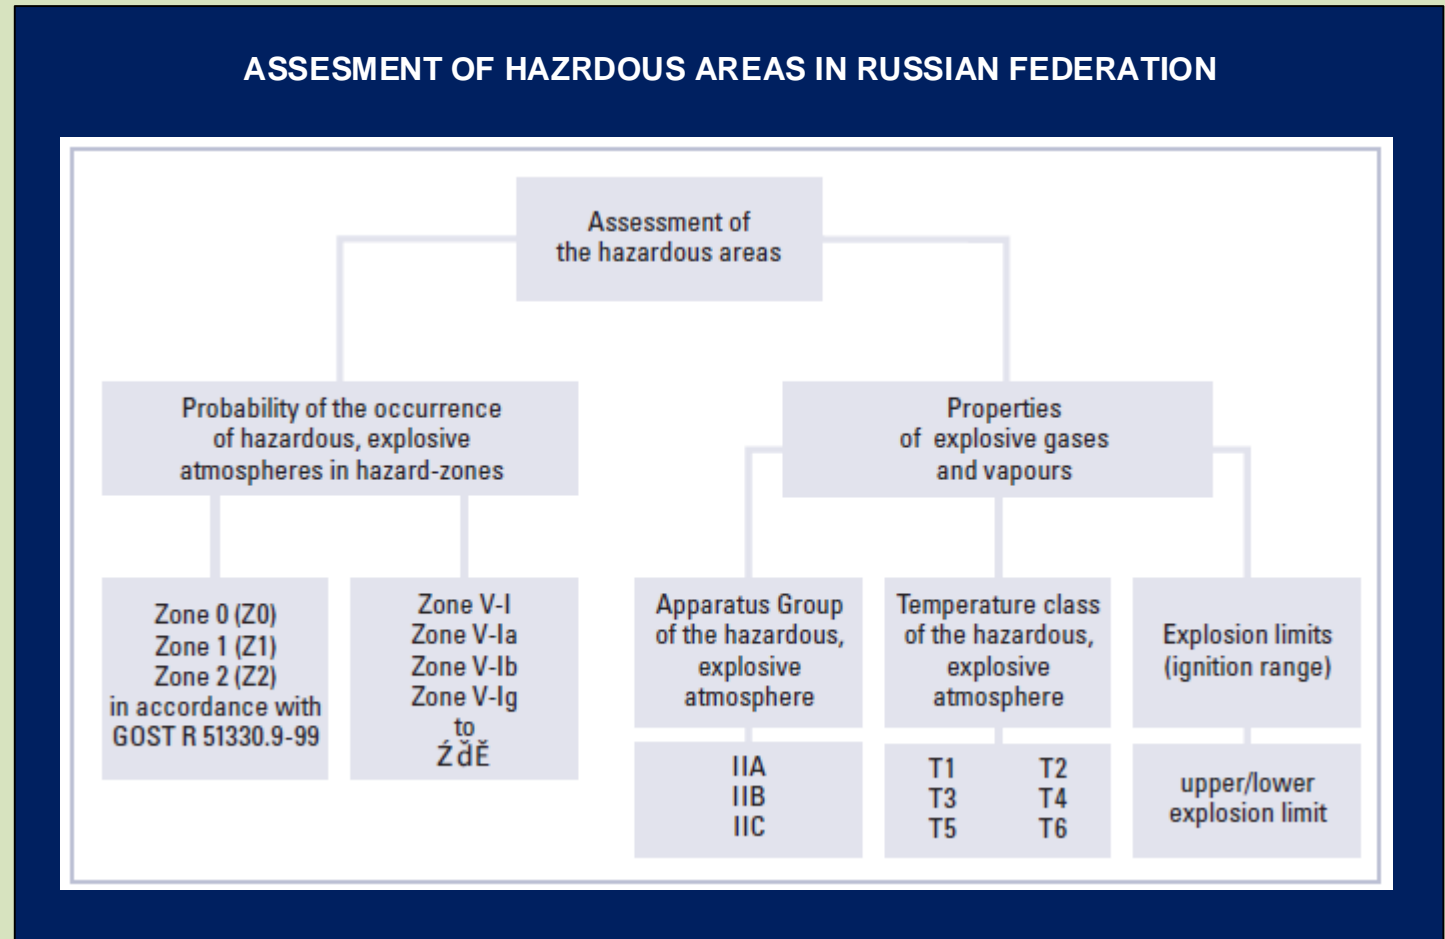 ASSESMENT OF HAZRDOUS AREAS IN RUSSIAN FEDERATION
Assessment of
the hazardous areas
Probability of the occurrence
of hazardous, explosive
atmospheres in hazard-zones
Properties
of explosive gases
and vapours
Zone 0 (Z0)
Zone 1 (Z1)
Zone 2 (Z2)
in accordance with
GOST R 51330.9-99
Zone V-I
Zone V-Ia
Zone V-Ib
Zone V-Ig
to
ŹďĚ
Apparatus Group
of the hazardous,
explosive
atmosphere
Temperature class
of the hazardous,
explosive
atmosphere
Explosion limits
(ignition range)
IIA
IIB
IIC
T1 T2
T3 T4
T5 T6
upper/lower
explosion limit